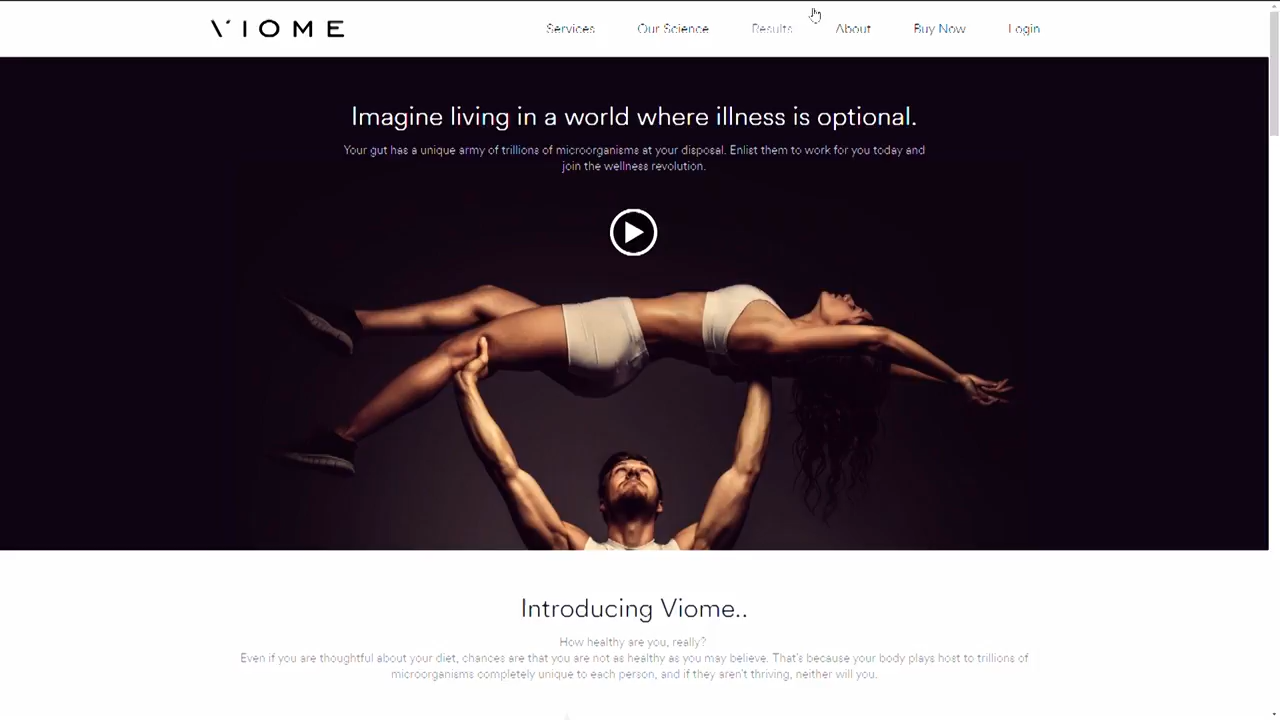 VIOME
Services Our Science Results About Buy Now Login
Imagine living in a world where illness is optional.
Your gut has a unique army of trillions of microorganisms at your disposal. Enlist them to work for you today and
join the wellness revolution.
Introducing Viome..
How healthy are you, really?
Even if you are thoughtful about your diet, chances are that you are not as healthy as you may believe. That's because your body plays host to trillions of
microorganisms completely unique to each person, and if they aren't thriving, neither will you.